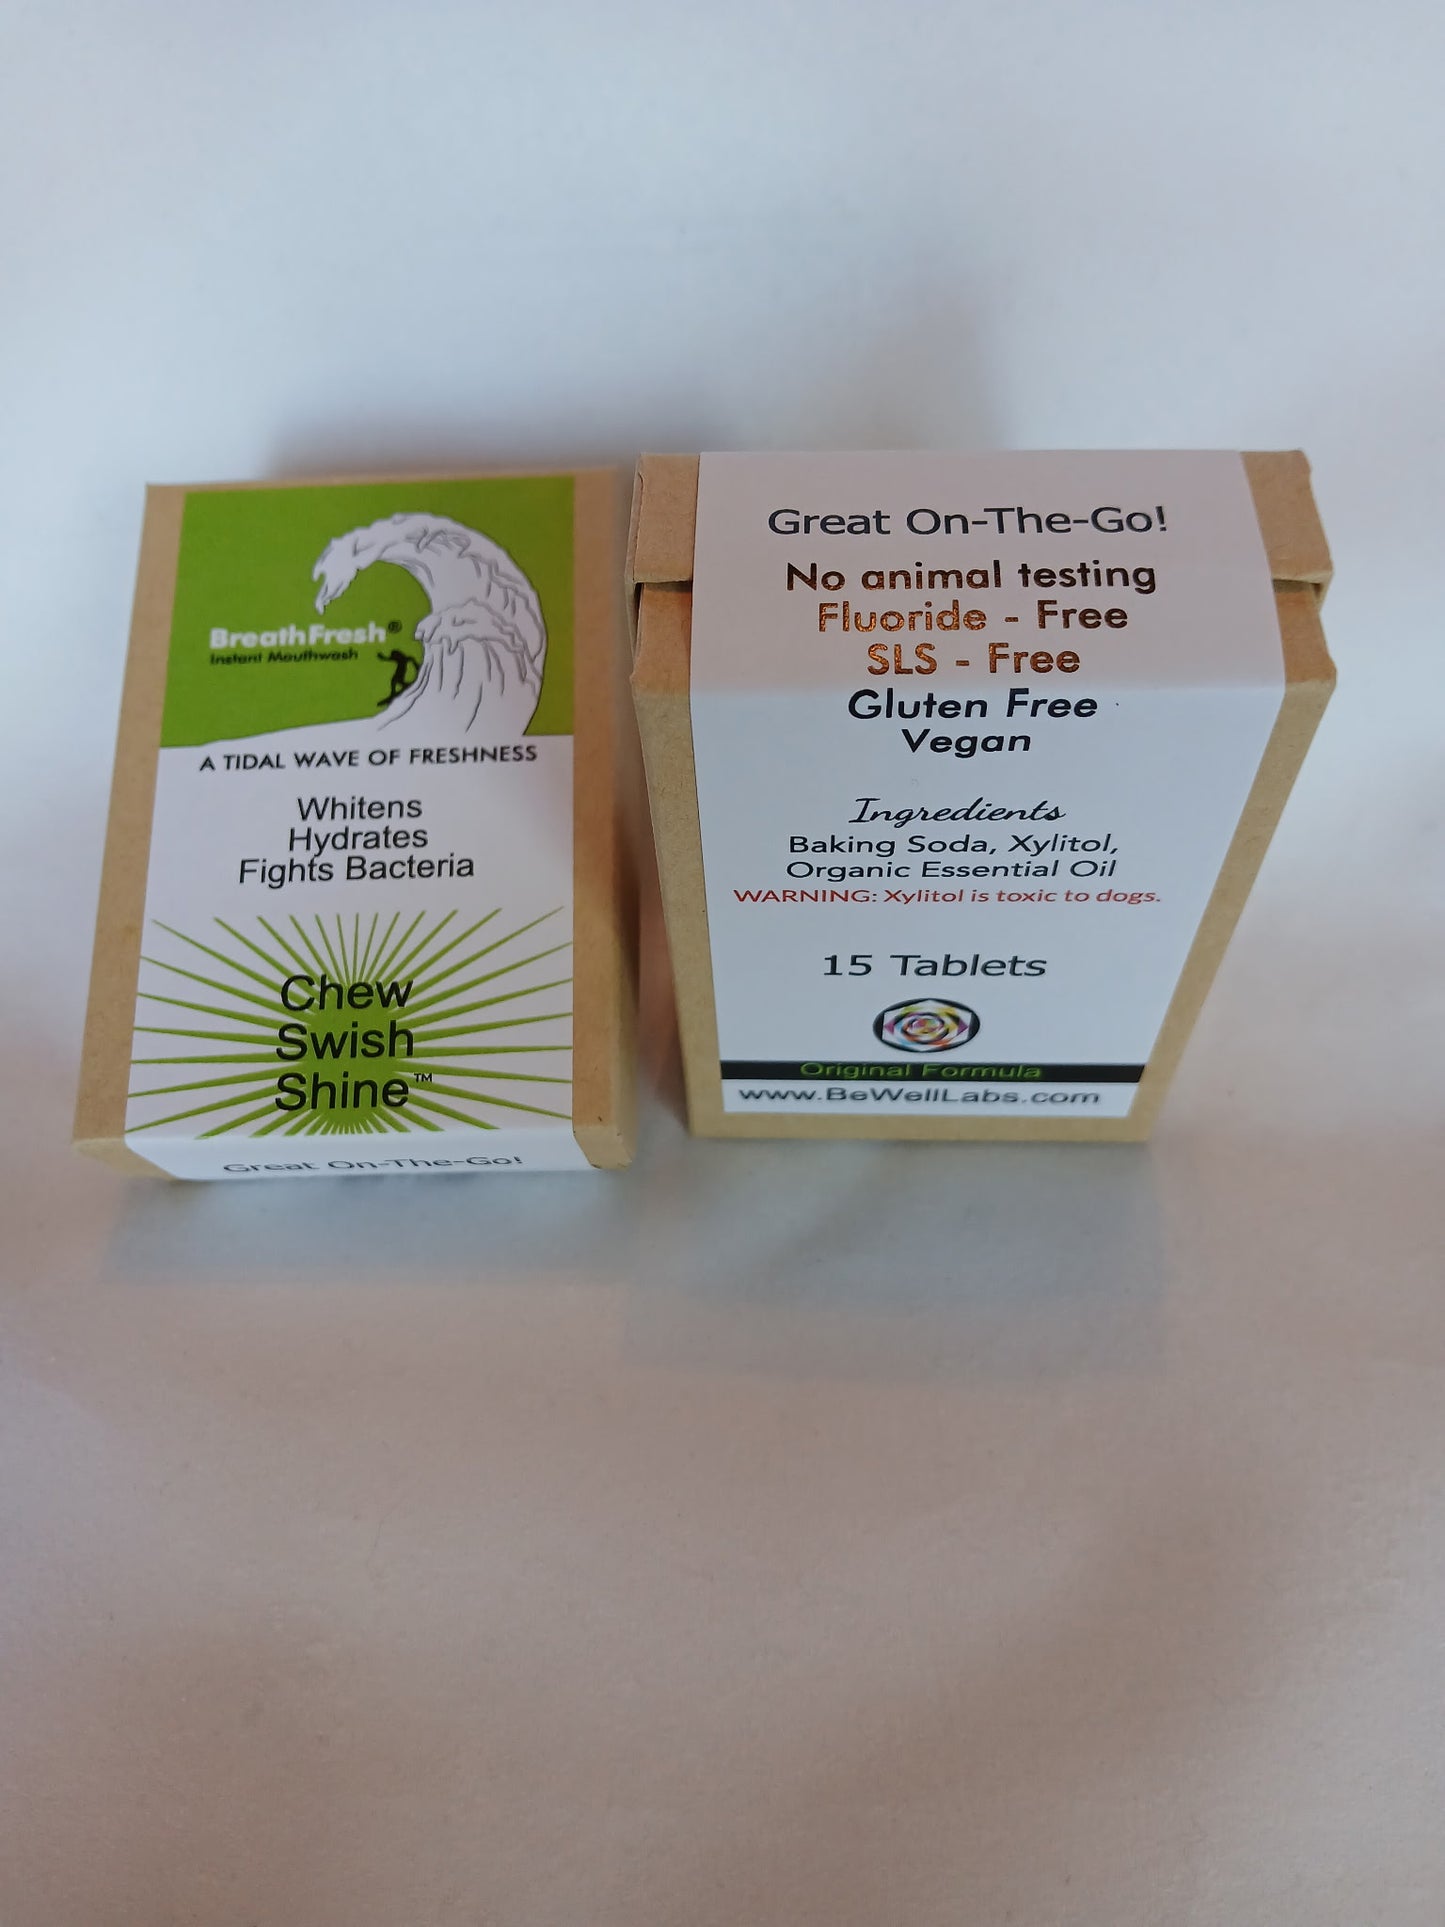 BreathFresh®
Instant Mouthwash
A TIDAL WAVE OF FRESHNESS
Whitens
Hydrates
Fights Bacteria
Chew
Swish
Shine™
Great On-The-Go!
Great On-The-Go!
No animal testing
Fluoride - Free
SLS - Free
Gluten Free
Vegan
Ingredients
Baking Soda, Xylitol,
Organic Essential Oil
WARNING: Xylitol is toxic to dogs.
15 Tablets
Original Formula
www.BeWellLabs.com